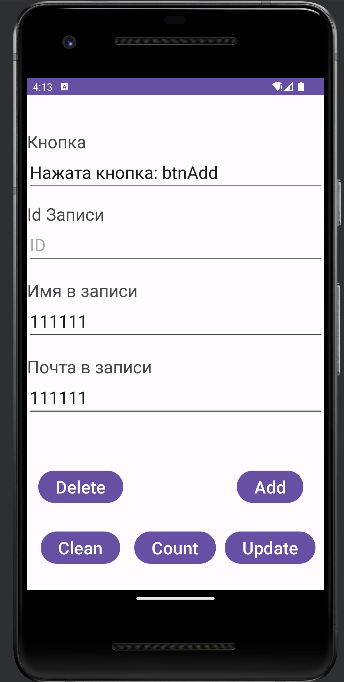 4:13
Кнопка
Нажата кнопка: btnAdd
Id Записи
ID
Имя в записи
111111
Почта в записи
111111
Delete Add
Clean Count Update